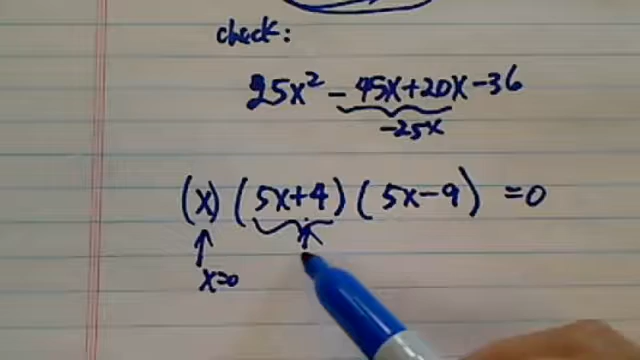 check:
25x² - 45x+20x-36
-25x
(x) (5x+4) (5x-9) =0
x=0